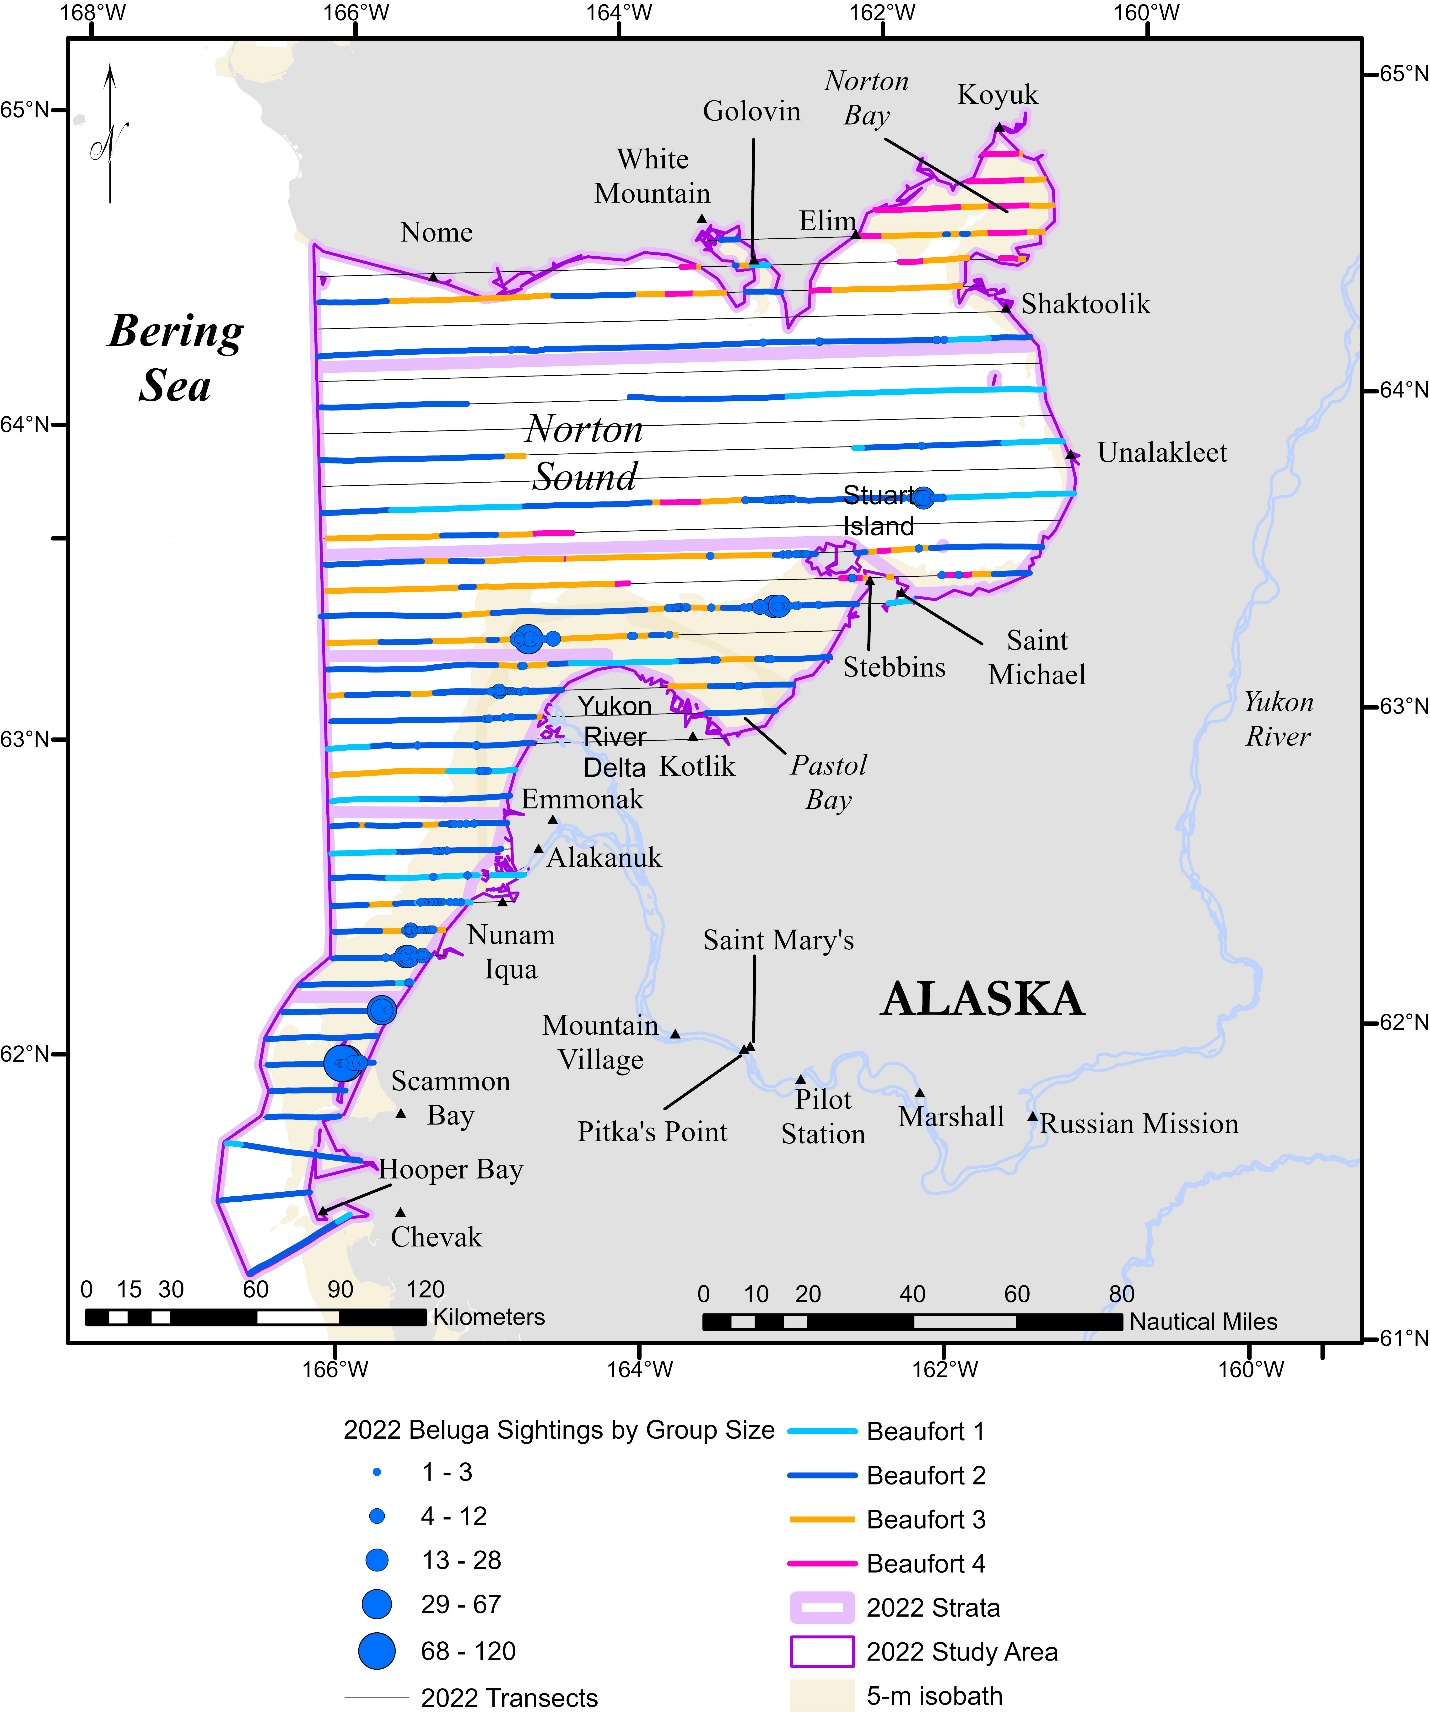 168°W 166°W 164°W 162°W 160°W
65°N
65°N
N
Norton
Bay
Koyuk
Golovin
White
Mountain
Elim
Nome
Shaktoolik
Bering
Sea
64°N
64°N
Norton
Sound
Unalakleet
Stuart
Island
Saint
Michael
Stebbins
Yukon
River
Delta
Kotlik
Pastol
Bay
Yukon
River
63°N
63°N
Emmonak
Alakanuk
Nunam
Iqua
Saint Mary's
ALASKA
Mountain
Village
62°N
62°N
Scammon
Bay
Pitka's Point
Pilot
Station
Marshall
Russian Mission
Hooper Bay
Chevak
0 15 30 60 90 120
Kilometers
0 10 20 40 60 80
Nautical Miles
61°N
166°W 164°W 162°W 160°W
2022 Beluga Sightings by Group Size
1 - 3
4 - 12
13 - 28
29 - 67
68 - 120
2022 Transects
Beaufort 1
Beaufort 2
Beaufort 3
Beaufort 4
2022 Strata
2022 Study Area
5-m isobath